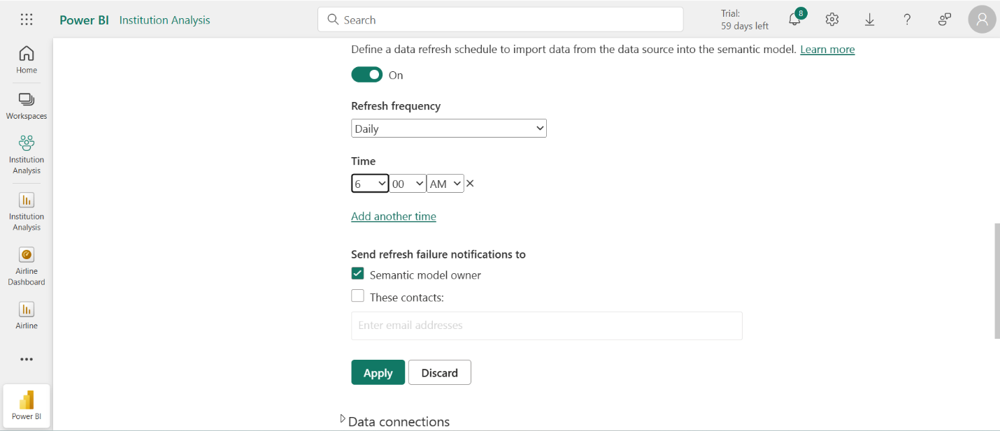 Power BI Institution Analysis
Search
Trial:
59 days left
8
Home
Workspaces
Institution
Analysis
Institution
Analysis
Airline
Dashboard
Airline
Power BI
Define a data refresh schedule to import data from the data source into the semantic model. Learn more
On
Refresh frequency
Daily
Time
6 00 AM
Add another time
Send refresh failure notifications to
Semantic model owner
These contacts:
Enter email addresses
Apply Discard
Data connections